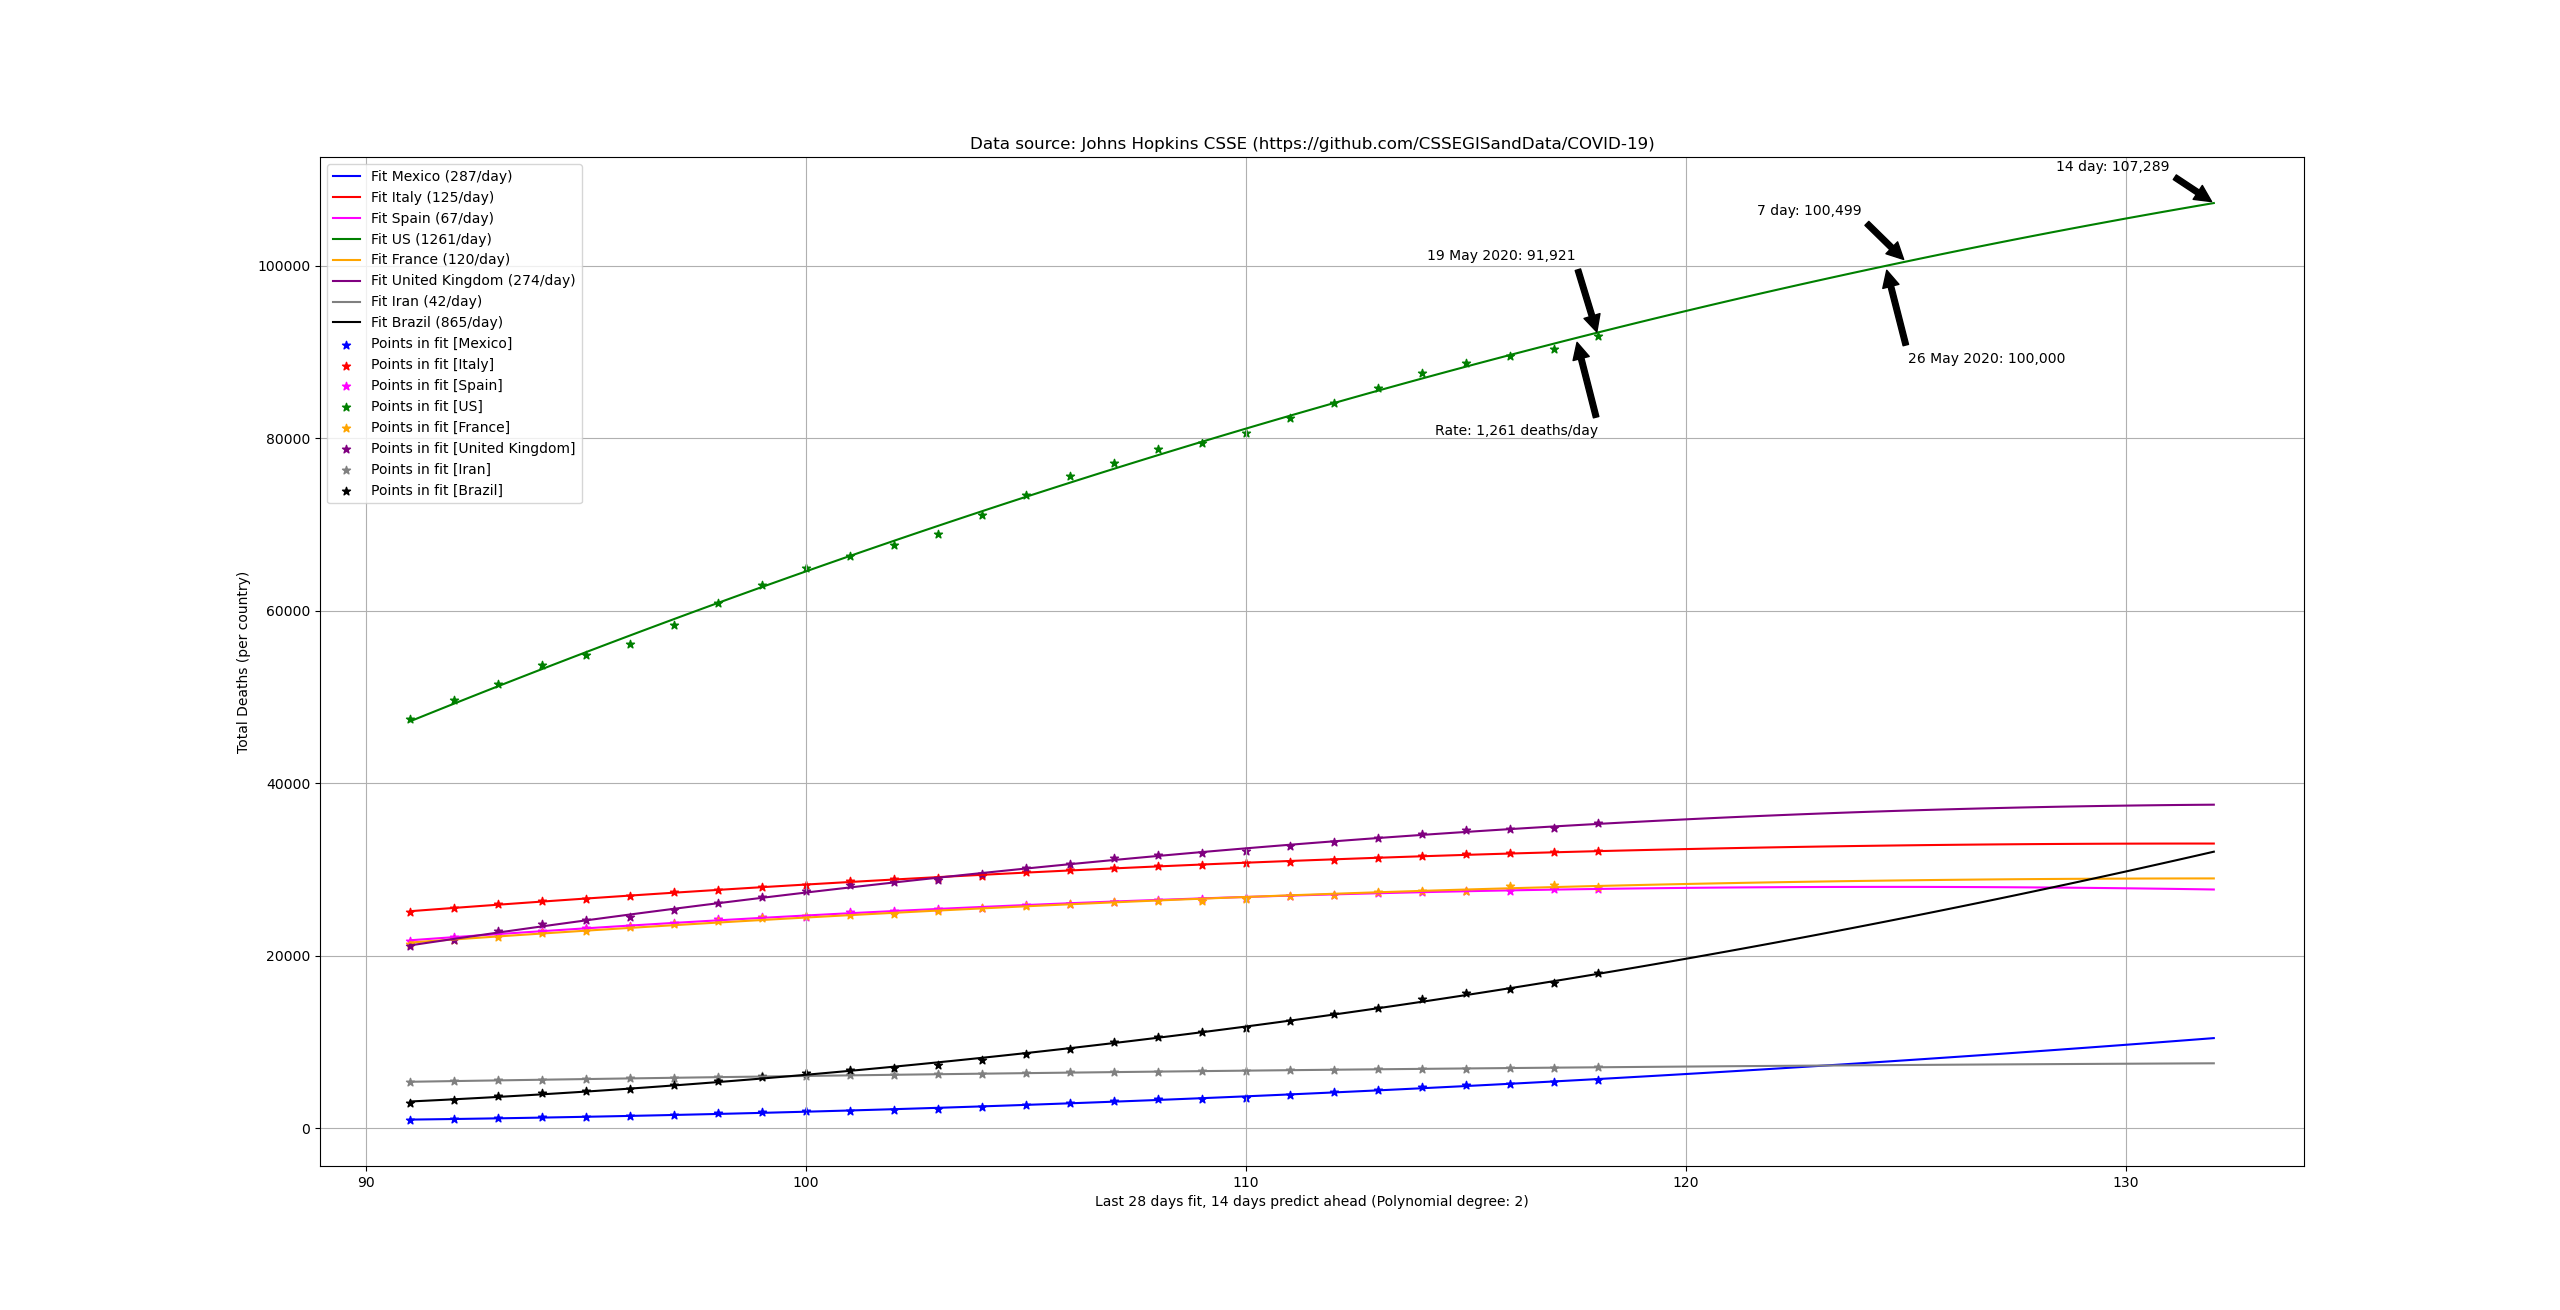 Data source: Johns Hopkins CSSE (https://github.com/CSSEGISandData/COVID-19)
Fit Mexico (287/day)
Fit Italy (125/day)
Fit Spain (67/day)
Fit US (1261/day)
Fit France (120/day)
Fit United Kingdom (274/day)
Fit Iran (42/day)
Fit Brazil (865/day)
Points in fit [Mexico]
Points in fit [Italy]
Points in fit [Spain]
Points in fit [US]
Points in fit [France]
Points in fit [United Kingdom]
Points in fit [Iran]
Points in fit [Brazil]
14 day: 107,289
7 day: 100,499
19 May 2020: 91,921
26 May 2020: 100,000
Rate: 1,261 deaths/day
Total Deaths (per country)
100000
80000
60000
40000
20000
0
90
100
110
120
130
Last 28 days fit, 14 days predict ahead (Polynomial degree: 2)